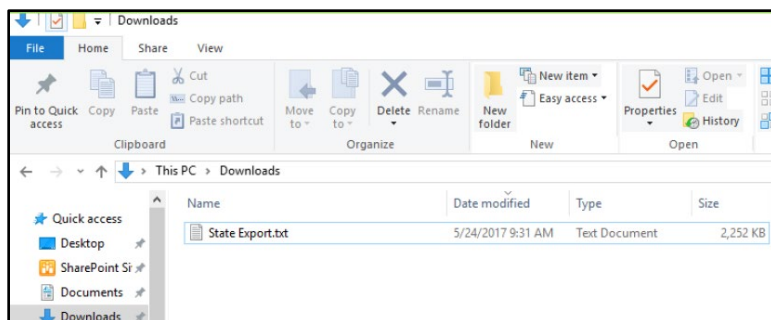 Downloads
File Home Share View
Pin to Quick access
Copy
Paste
Cut
Copy path
Paste shortcut
Clipboard
Move to
Copy to
Delete
Rename
Organize
New folder
New item
Easy access
New
Properties
Open
Edit
History
Open
This PC > Downloads
Name Date modified Type Size
State Export.txt 5/24/2017 9:31 AM Text Document 2,252 KB
Quick access
Desktop
SharePoint Si
Documents
Downloads